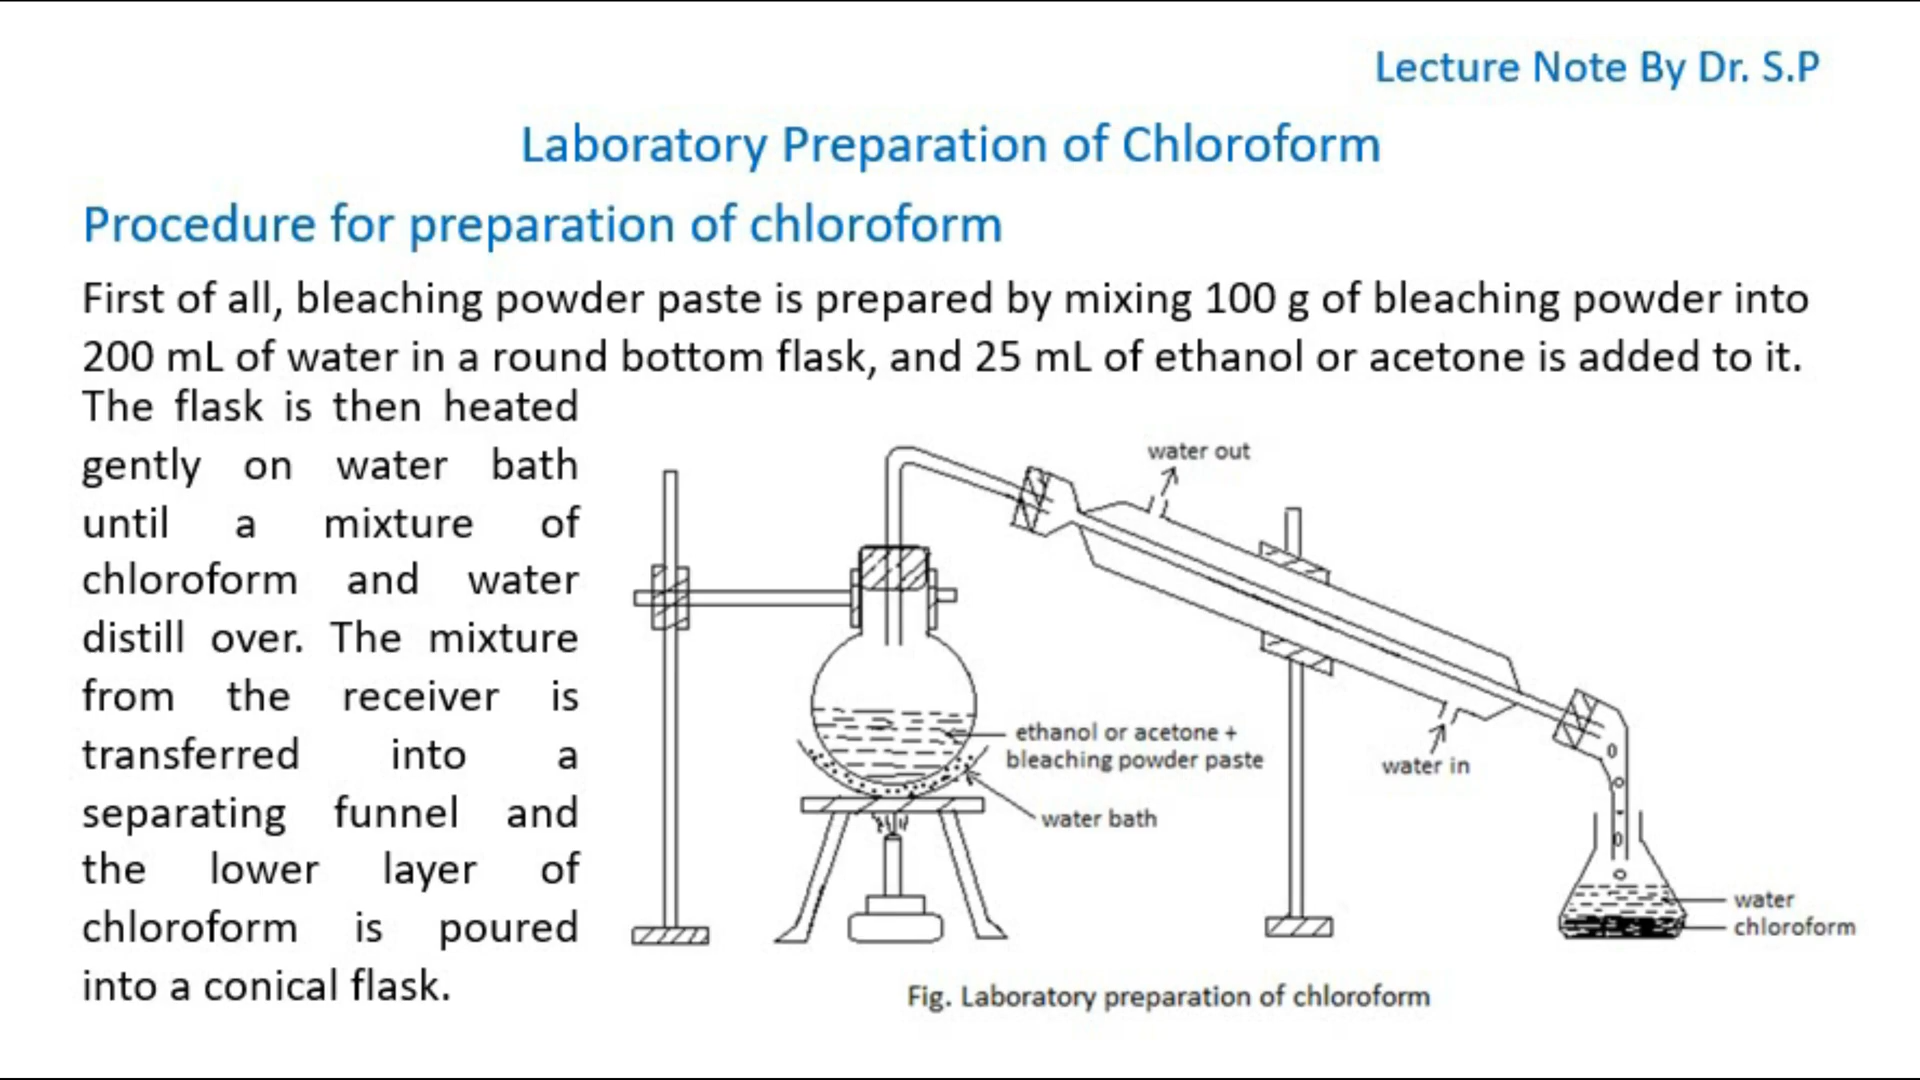 Lecture Note By Dr. S.P
Laboratory Preparation of Chloroform
Procedure for preparation of chloroform
First of all, bleaching powder paste is prepared by mixing 100 g of bleaching powder into
200 mL of water in a round bottom flask, and 25 mL of ethanol or acetone is added to it.
The flask is then heated
gently on water bath
until a mixture of
chloroform and water
distill over. The mixture
from the receiver is
transferred into a
separating funnel and
the lower layer of
chloroform is poured
into a conical flask.
water out
ethanol or acetone +
bleaching powder paste
water in
water bath
water
chloroform
Fig. Laboratory preparation of chloroform